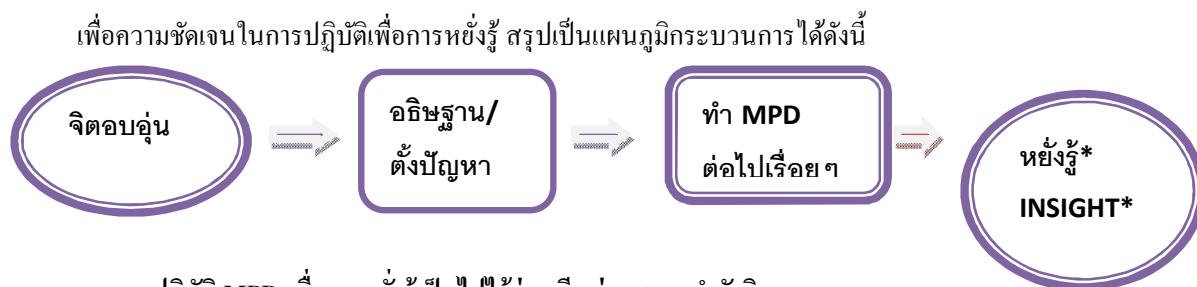 เพื่อความชัดเจนในการปฏิบัติเพื่อการหยั่งรู้ สรุปเป็นแผนภูมิกระบวนการได้ดังนี้
จิตอบอุ่น
อธิษฐาน/
ตั้งปัญหา
ทำ MPD
ต่อไปเรื่อยๆ
หยั่งรู้*
INSIGHT*
MPD